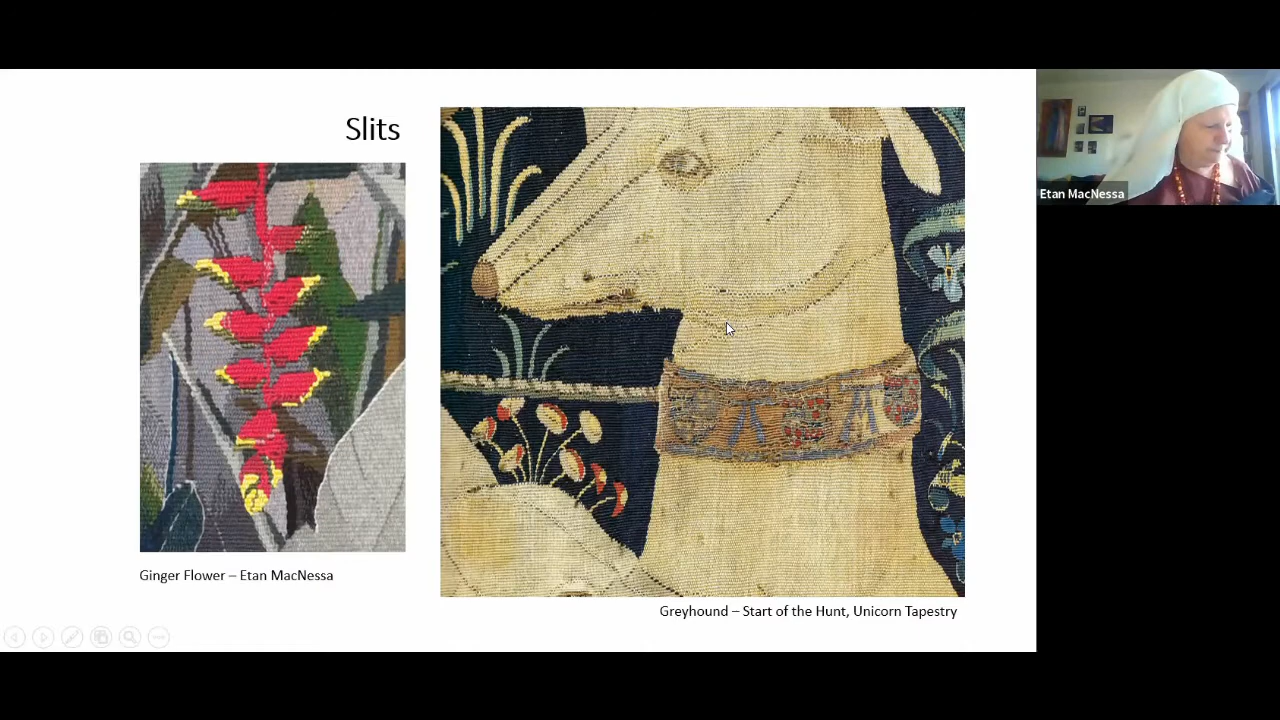 Slits
Etan MacNessa
Ginger Flower – Etan MacNessa
Greyhound – Start of the Hunt, Unicorn Tapestry